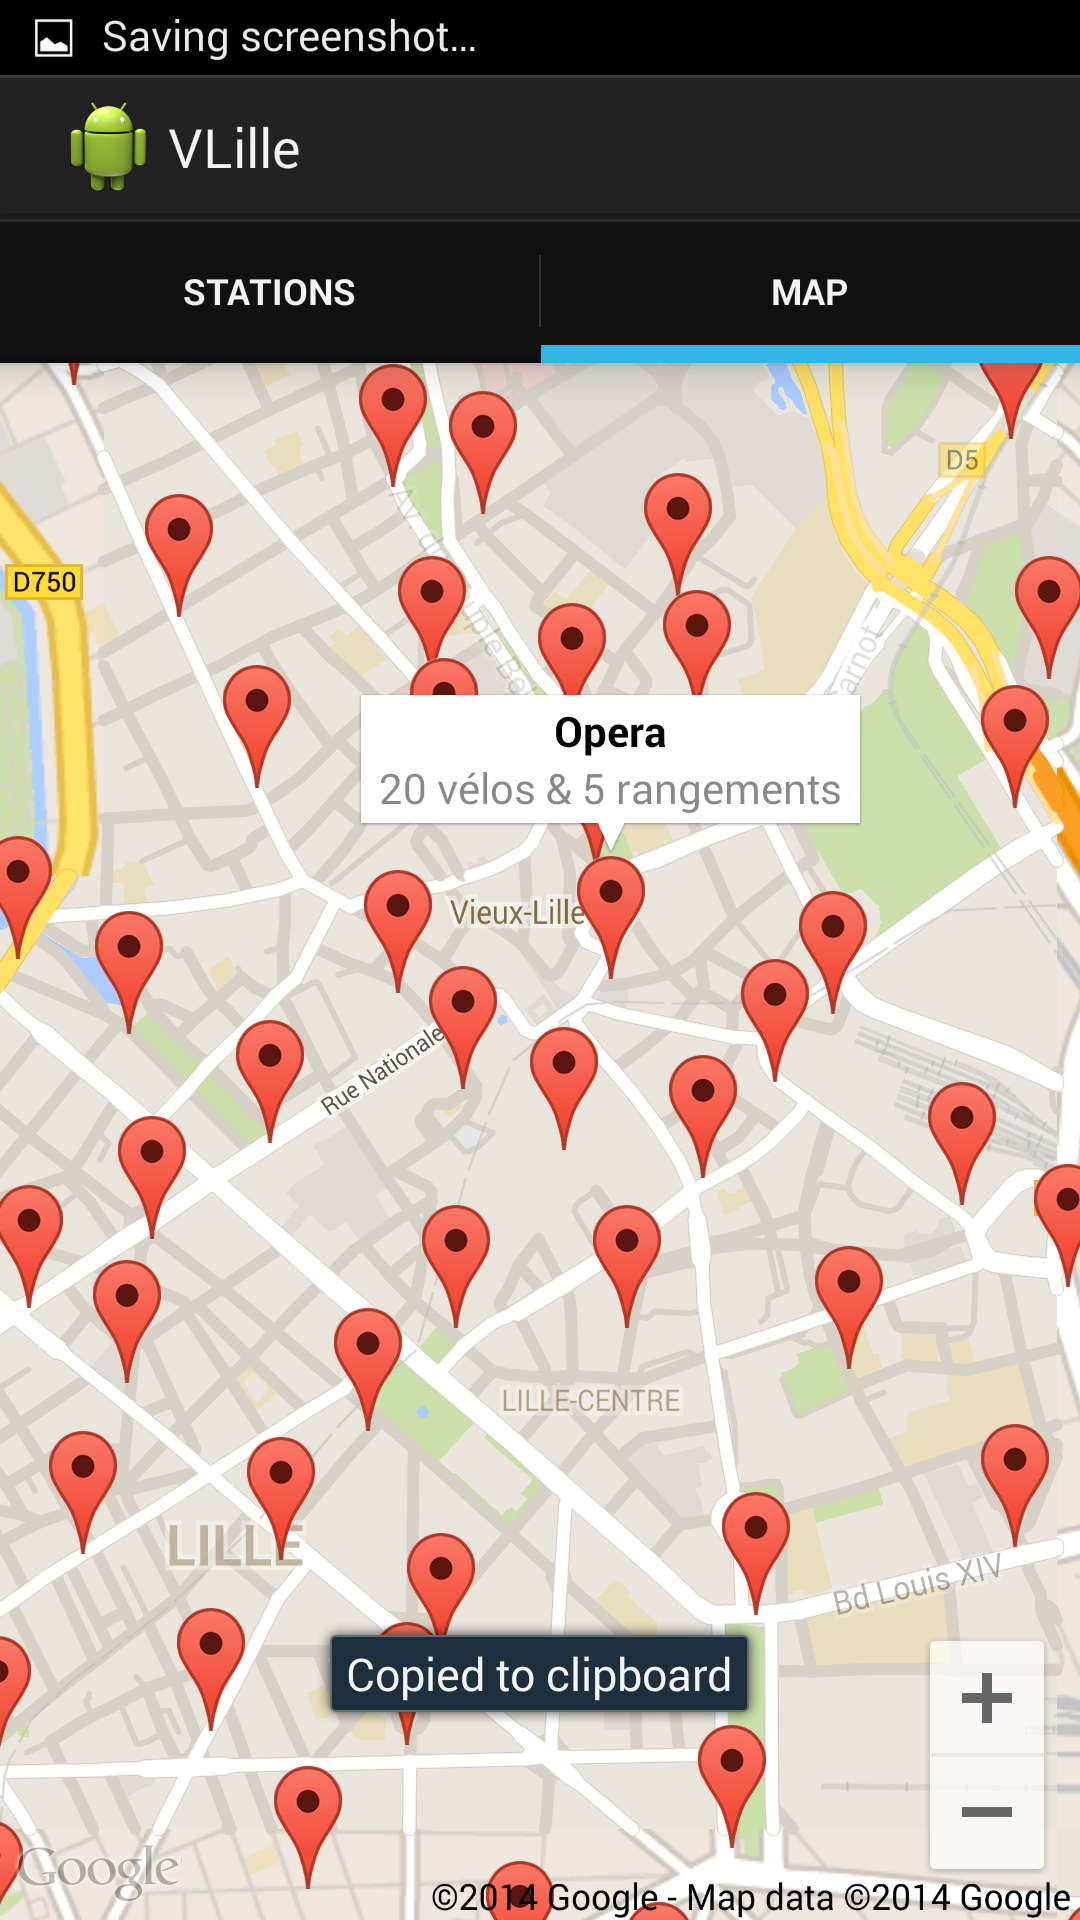 Saving screenshot...
VLille
STATIONS
MAP
D5
D750
Opera
20 vélos & 5 rangements
Vieux-Lille
Rue Nationale
LILLE-CENTRE
LILLE
Bd Louis XIV
Copied to clipboard
+
−
Google
©2014 Google - Map data ©2014 Google